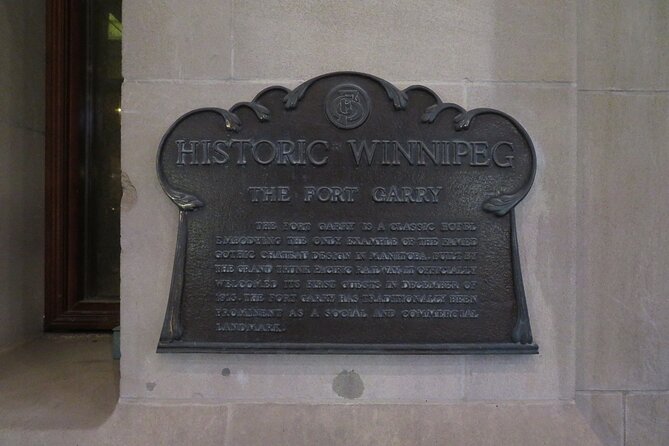 HISTORIC WINNIPEG
THE FORT GARRY
THE FORT GARRY IS A CLASSIC HOTEL
EMBODYING THE ONLY EXAMPLE OF THE FAMED
GOTHIC CHATEAU DESIGN IN MANITOBA. BUILT BY
THE GRAND TRUNK PACIFIC RAILWAY IT OFFICIALLY
WELCOMED ITS FIRST GUESTS IN DECEMBER OF
1913. THE FORT GARRY HAS TRADITIONALLY BEEN
PROMINENT AS A SOCIAL AND COMMERCIAL
LANDMARK.